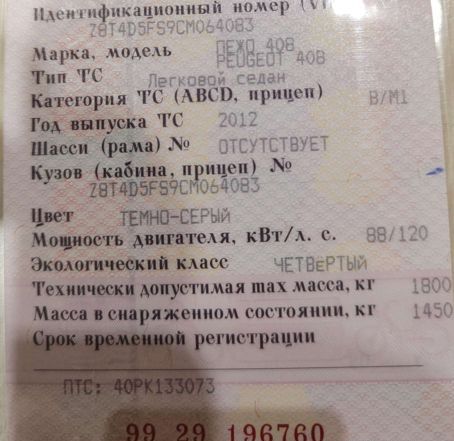 Идентификационный номер (VI
Z8T4D5FS9CM064083
Марка, модель ПЕЖО 408
PEUGEOT 408
Тип ТС Легковой седан
Категория ТС (ABCD, прицеп) B/M1
Год выпуска ТС 2012
Шасси (рама) № ОТСУТСТВУЕТ
Кузов (кабина, прицеп) №
Z8T4D5FS9CM064083
Цвет ТЕМНО-СЕРЫЙ
Мощность двигателя, кВт/л. с. 88/120
Экологический класс ЧЕТВеРТЫЙ
Технически допустимая max масса, кг 1800
Масса в снаряженном состоянии, кг 1450
Срок временной регистрации
ПТС: 40РК133073
99 29 196760